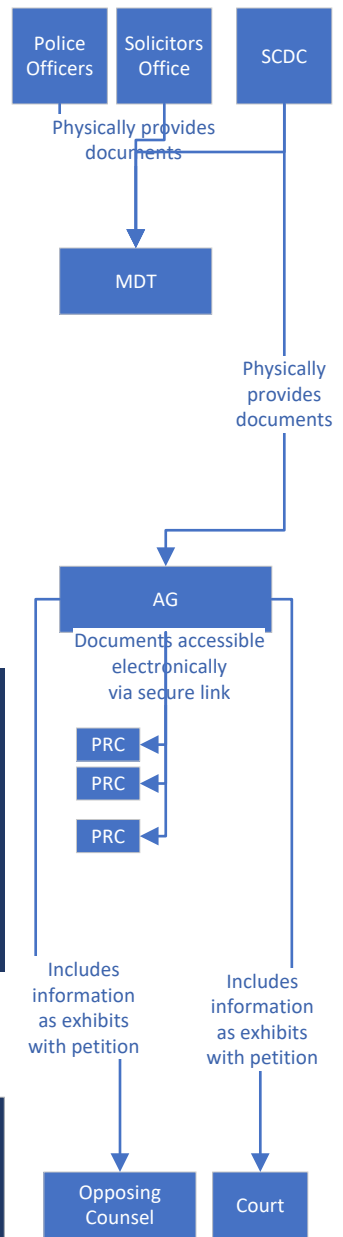 Police
Officers
Solicitors
Office
SCDC
Physically provides
documents
MDT
Physically
provides
documents
AG
Documents accessible
electronically
via secure link
PRC
PRC
PRC
Includes
information
as exhibits
with petition
Includes
information
as exhibits
with petition
Opposing
Counsel
Court